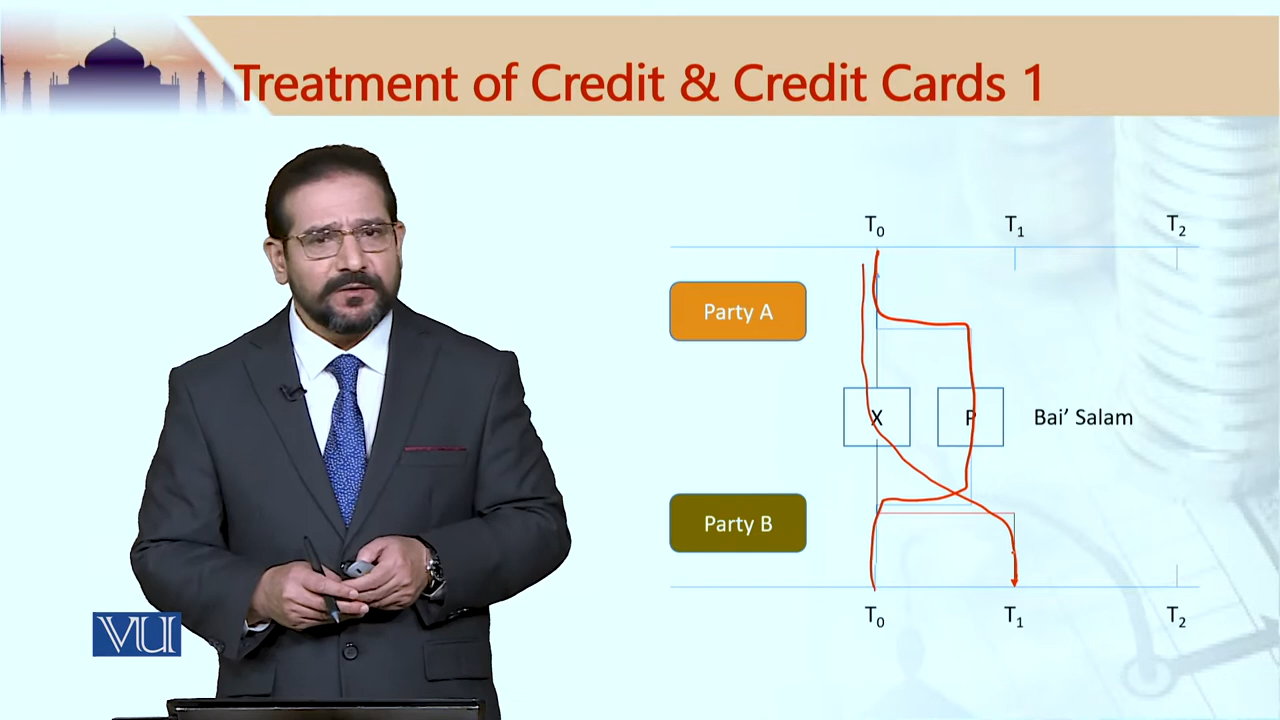 Treatment of Credit & Credit Cards 1
T0 T1 T2
Party A
X P Bai’ Salam
Party B
T0 T1 T2
VU